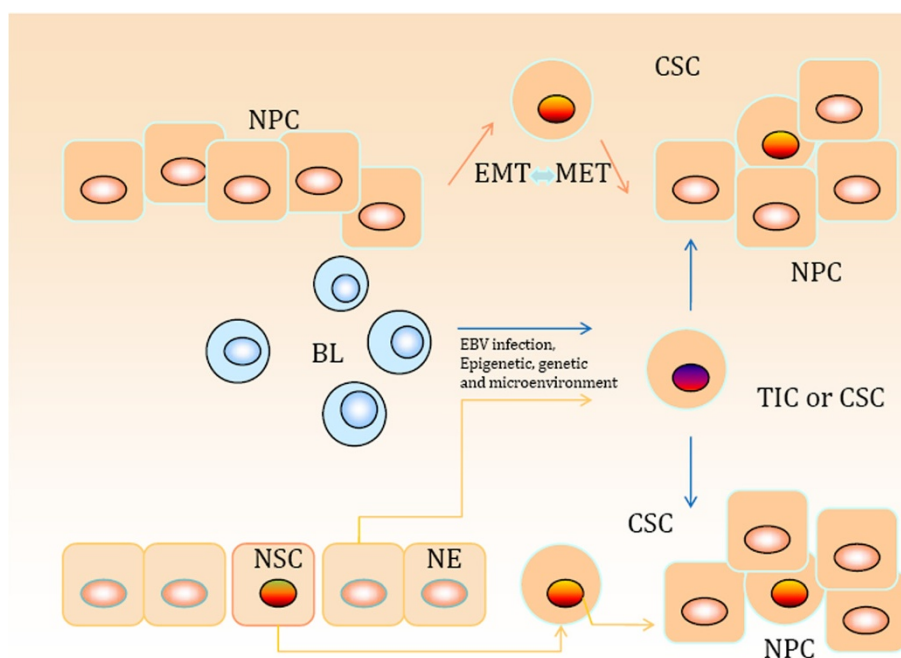 CSC
NPC
EMT MET
NPC
BL
EBV infection,
Epigenetic, genetic
and microenvironment
TIC or CSC
CSC
NSC
NE
NPC